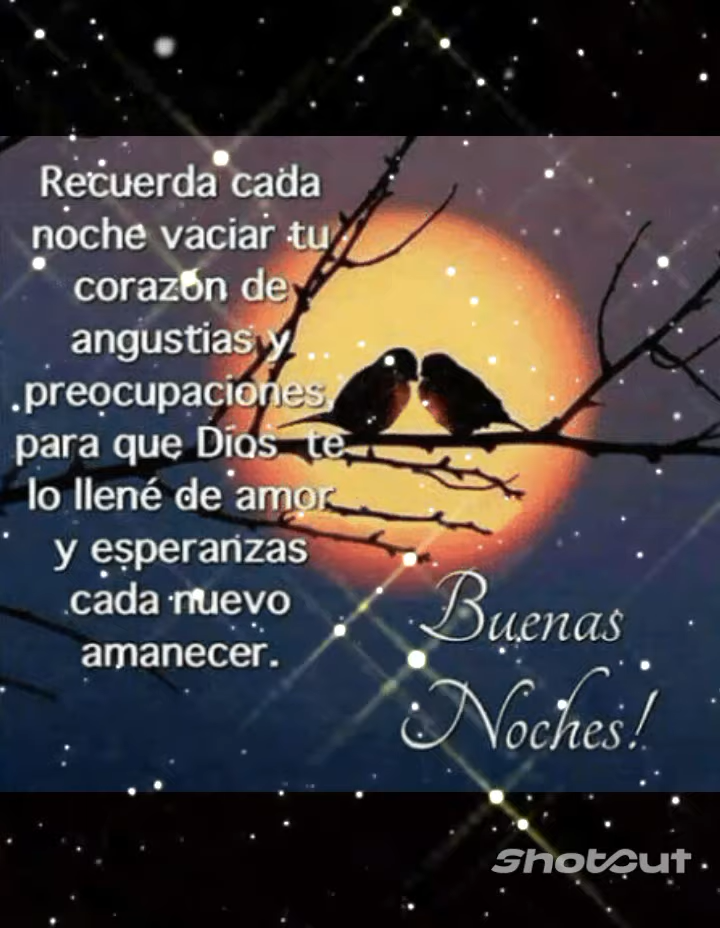 Recuerda cada
noche vaciar tu
corazón de
angustias y
preocupaciones,
para que Dios te
lo llené de amor
y esperanzas
cada nuevo
amanecer.
Buenas
Noches!
ShotCut